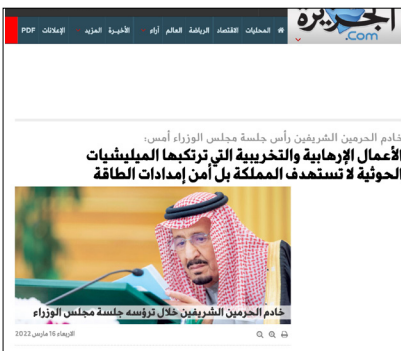 الجزيرة
.Com
المحليات الاقتصاد الرياضة العالم آراء الأخيـرة المزيد الإعلانات PDF
خادم الحرمين الشريفين رأس جلسة مجلس الوزراء أمس:
الأعمال الإرهابية والتخريبية التي ترتكبها الميليشيات
الحوثية لا تستهدف المملكة بل أمن إمدادات الطاقة
خادم الحرمين الشريفين خلال ترؤسه جلسة مجلس الوزراء
الاربعاء 16 مارس 2022